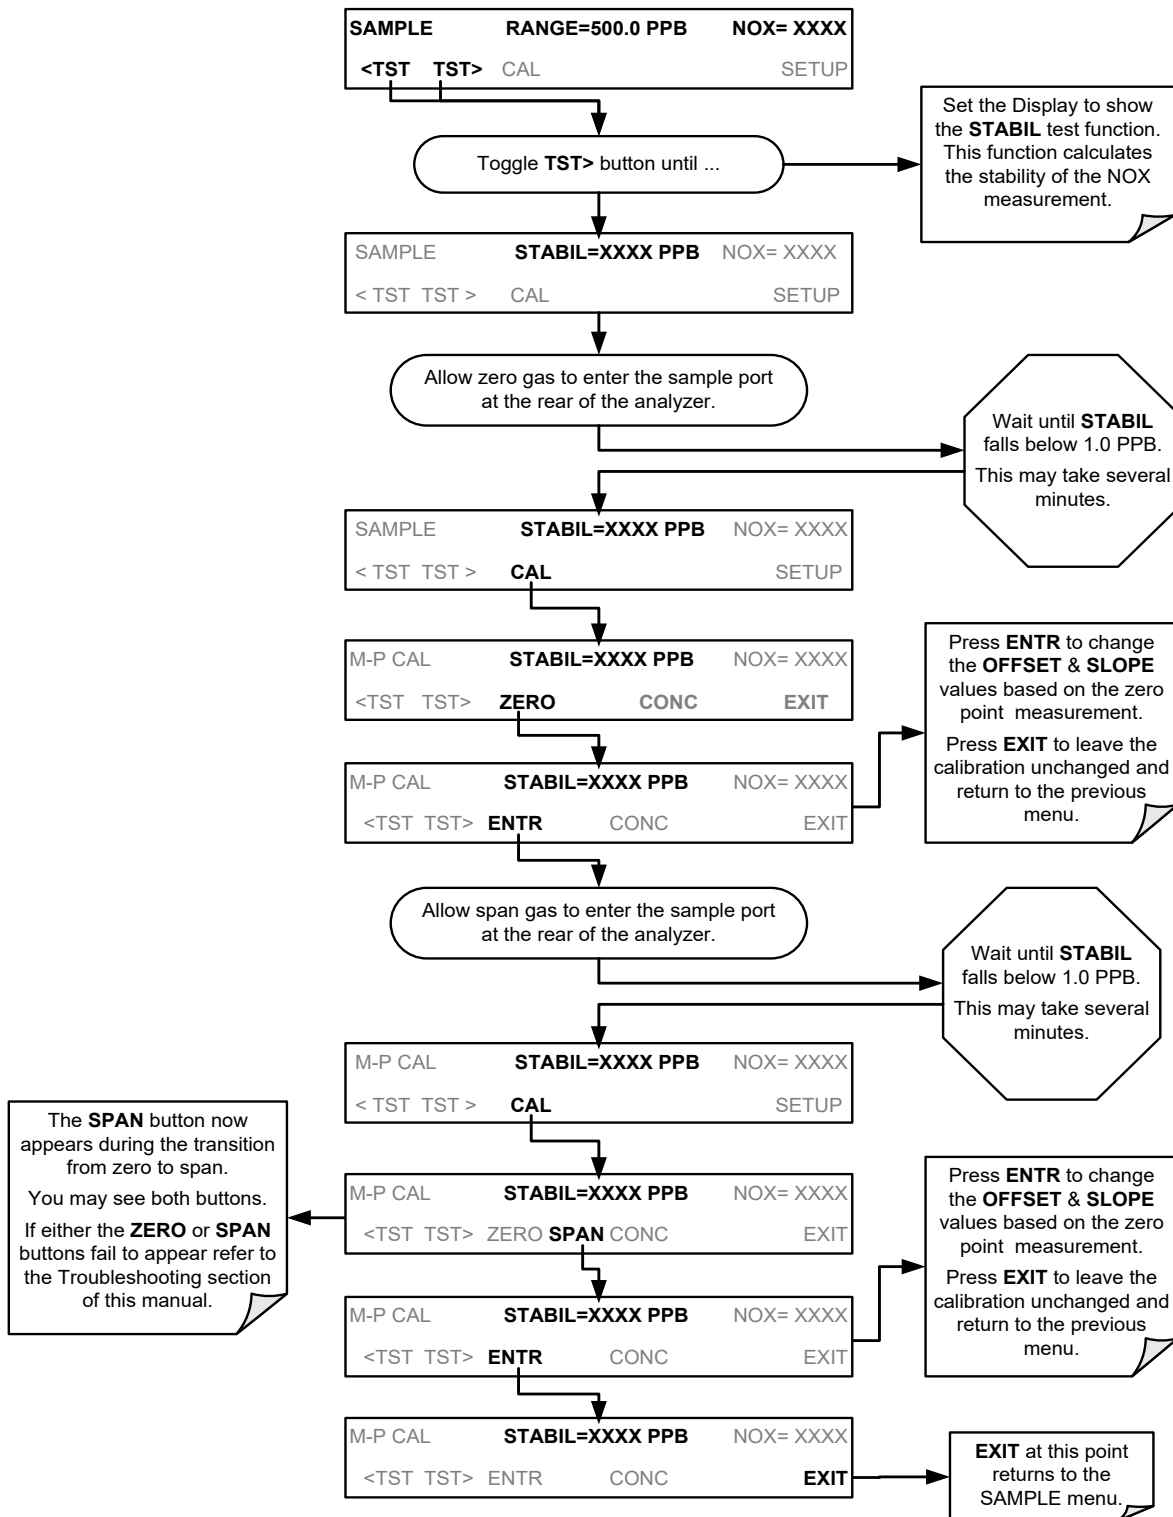 SAMPLE RANGE=500.0 PPB NOX= XXXX
<TST TST> CAL SETUP
Set the Display to show
the STABIL test function.
This function calculates
the stability of the NOX
measurement.
Toggle TST> button until ...
SAMPLE STABIL=XXXX PPB NOX= XXXX
< TST TST > CAL SETUP
Allow zero gas to enter the sample port
at the rear of the analyzer.
Wait until STABIL
falls below 1.0 PPB.
This may take several
minutes.
SAMPLE STABIL=XXXX PPB NOX= XXXX
< TST TST > CAL SETUP
M-P CAL STABIL=XXXX PPB NOX= XXXX
<TST TST> ZERO CONC EXIT
Press ENTR to change
the OFFSET & SLOPE
values based on the zero
point measurement.
Press EXIT to leave the
calibration unchanged and
return to the previous
menu.
M-P CAL STABIL=XXXX PPB NOX= XXXX
<TST TST> ENTR CONC EXIT
Allow span gas to enter the sample port
at the rear of the analyzer.
Wait until STABIL
falls below 1.0 PPB.
This may take several
minutes.
M-P CAL STABIL=XXXX PPB NOX= XXXX
< TST TST > CAL SETUP
The SPAN button now
appears during the transition
from zero to span.
You may see both buttons.
If either the ZERO or SPAN
buttons fail to appear refer to
the Troubleshooting section
of this manual.
M-P CAL STABIL=XXXX PPB NOX= XXXX
<TST TST> ZERO SPAN CONC EXIT
Press ENTR to change
the OFFSET & SLOPE
values based on the zero
point measurement.
Press EXIT to leave the
calibration unchanged and
return to the previous
menu.
M-P CAL STABIL=XXXX PPB NOX= XXXX
<TST TST> ENTR CONC EXIT
M-P CAL STABIL=XXXX PPB NOX= XXXX
<TST TST> ENTR CONC EXIT
EXIT at this point
returns to the
SAMPLE menu.